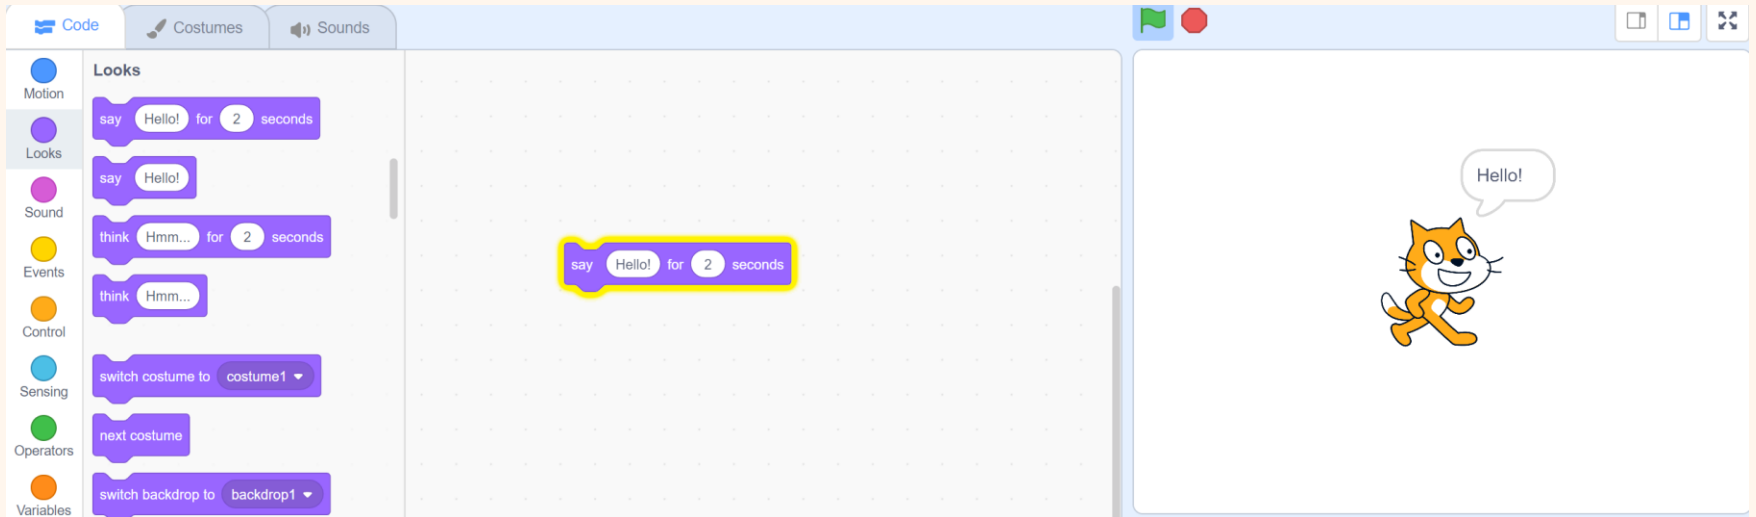 Code
Costumes
Sounds
Motion
Looks
Sound
Events
Control
Sensing
Operators
Variables
Looks
say Hello! for 2 seconds
say Hello!
think Hmm... for 2 seconds
think Hmm...
switch costume to costume1
next costume
switch backdrop to backdrop1
say Hello! for 2 seconds
Hello!